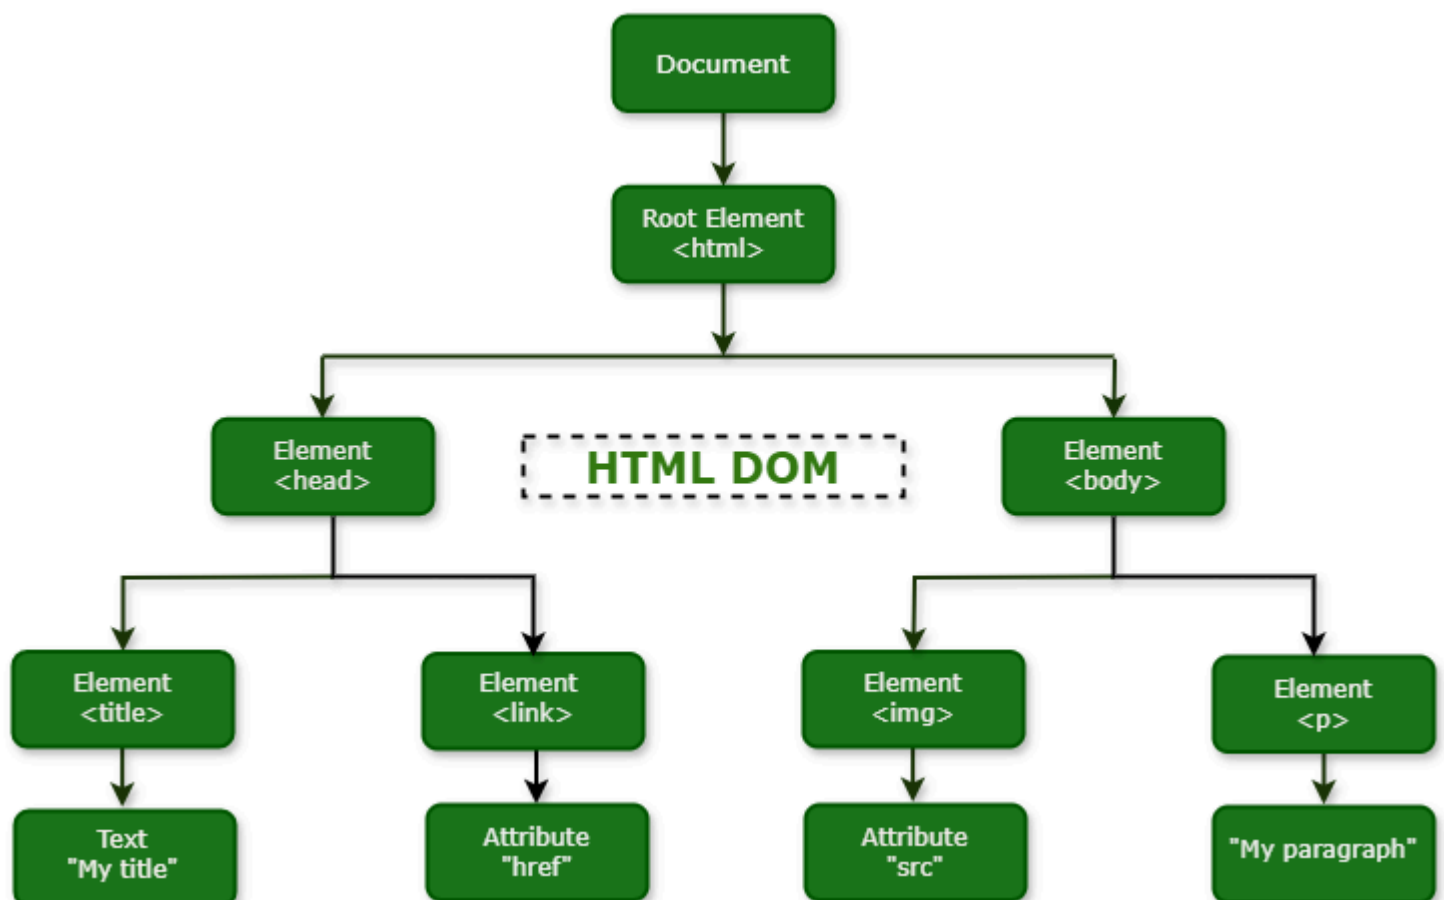 Document
Root Element
<html>
Element
<head>
HTML DOM
Element
<body>
Element
<title>
Element
<link>
Element
<img>
Element
<p>
Text
"My title"
Attribute
"href"
Attribute
"src"
"My paragraph"